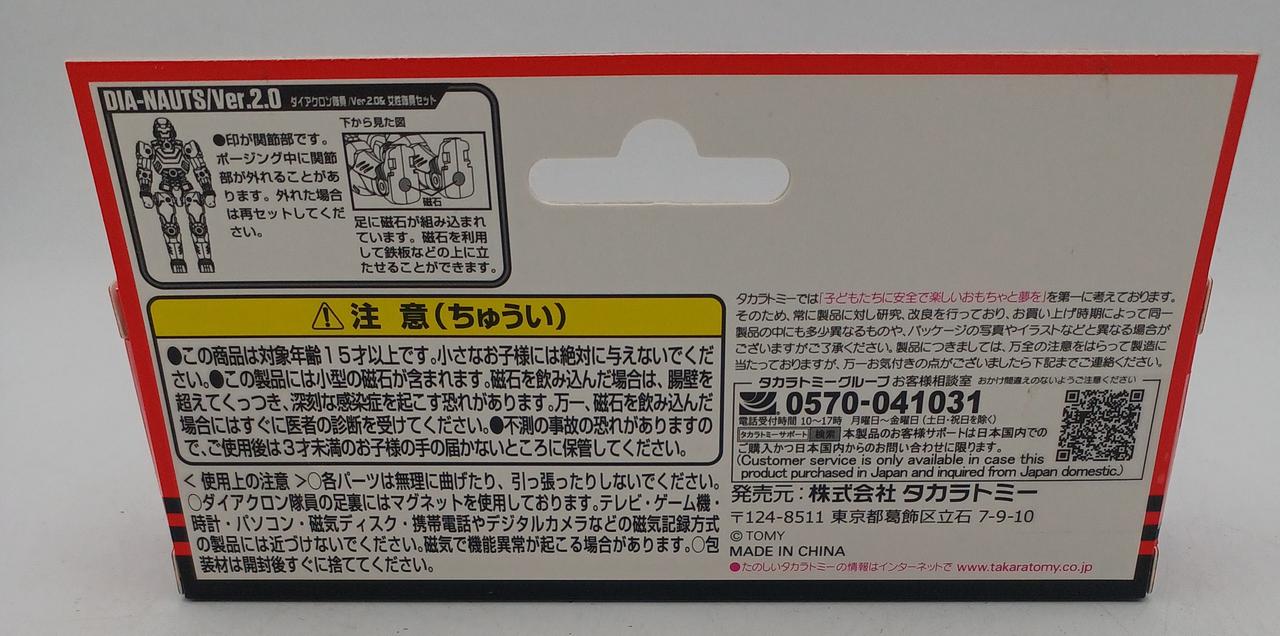 DIA-NAUTS/Ver.2.0 ダイアクロン隊員/Ver.2.0& 女性隊員セット
●印が関節部です。
ポージング中に関節
部が外れることがあ
ります。外れた場合
は再セットしてくだ
さい。
下から見た図
磁石
足に磁石が組み込まれ
ています。磁石を利用
して鉄板などの上に立
たせることができます。
注 意(ちゅうい)
●この商品は対象年齢15才以上です。小さなお子様には絶対に与えないでくだ
さい。●この製品には小型の磁石が含まれます。磁石を飲み込んだ場合は、腸壁を
超えてくっつき、深刻な感染症を起こす恐れがあります。万一、磁石を飲み込んだ
場合にはすぐに医者の診断を受けてください。●不測の事故の恐れがありますの
で、ご使用後は3才未満のお子様の手の届かないところに保管してください。
< 使用上の注意 >○各パーツは無理に曲げたり、引っ張ったりしないでください。
○ダイアクロン隊員の足裏にはマグネットを使用しております。テレビ・ゲーム機・
時計・パソコン・磁気ディスク・携帯電話やデジタルカメラなどの磁気記録方式
の製品には近づけないでください。磁気で機能異常が起こる場合があります。○包
装材は開封後すぐに捨ててください。
タカラトミーでは「子どもたちに安全で楽しいおもちゃと夢を」を第一に考えております。
そのため、常に製品に対し研究、改良を行っており、お買い上げ時期によって同一
製品の中にも多少異なるものや、パッケージの写真やイラストなどと異なる場合が
ございますがご了承ください。製品につきましては、万全の注意をはらって製造に
当たっておりますが、万一お気付きの点がございましたら下記までご連絡ください。
タカラトミーグループお客様相談室 おかけ間違えのないようご注意ください
0570-041031
電話受付時間 10〜17時 月曜日〜金曜日(土・日・祝日を除く)
タカラトミーサポート 検索 本製品のお客様サポートは日本国内での
ご購入かつ日本国内からのお問い合わせに限ります。
(Customer service is only available in case this
product purchased in Japan and inquired from Japan domestic.)
発売元:株式会社 タカラトミー
〒124-8511 東京都葛飾区立石 7-9-10
© TOMY
MADE IN CHINA
●たのしいタカラトミーの情報はインターネットで www.takaratomy.co.jp